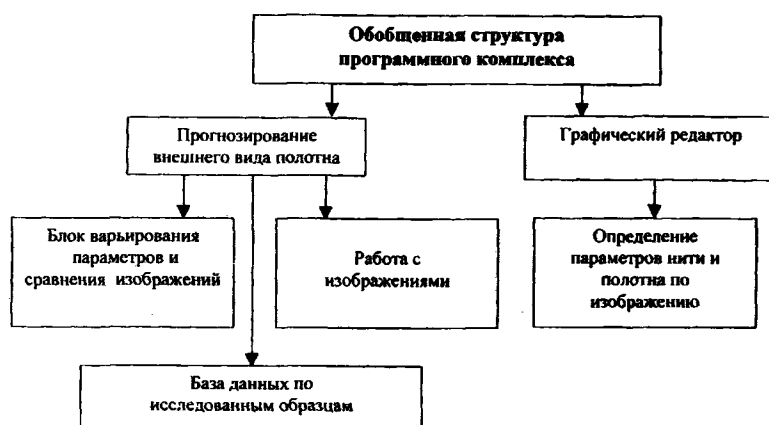 Обобщенная структура
программного комплекса
Прогнозирование
внешнего вида полотна
Графический редактор
Блок варьирования
параметров и
сравнения изображений
Работа с
изображениями
Определение
параметров нити и
полотна по
изображению
База данных по
исследованным образцам